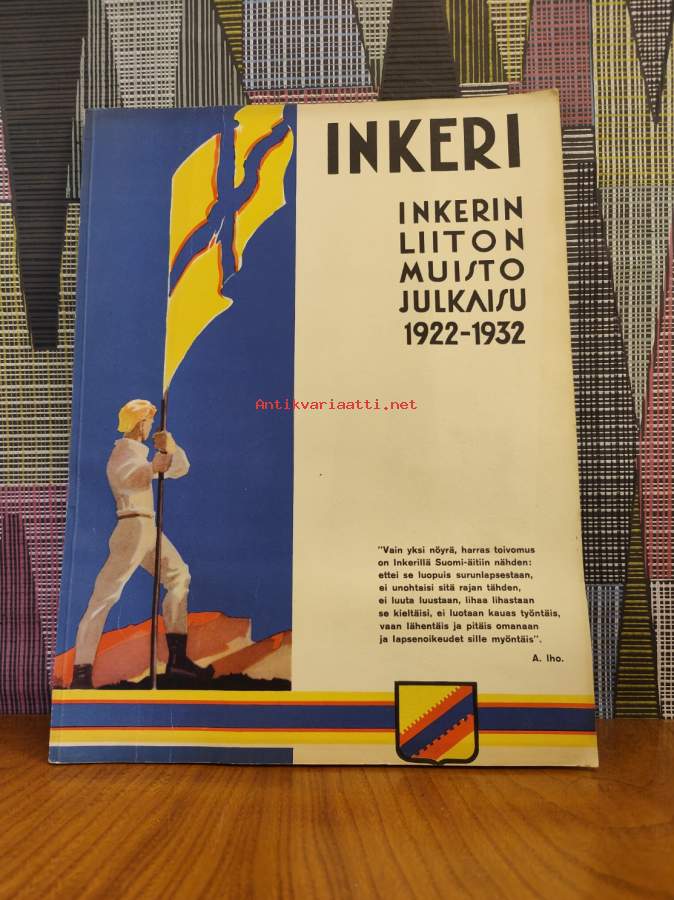 INKERI
INKERIN
LIITON
MUISTO
JULKAISU
1922-1932
Antikvariaatti.net
"Vain yksi nöyrä, harras toivomus
on Inkerillä Suomi-äitiin nähden:
ettei se luopuis surunlapsestaan,
ei unohtaisi sitä rajan tähden,
ei luuta luustaan, lihaa lihastaan
se kieltäisi, ei luotaan kauas työntäis,
vaan lähentäis ja pitäis omanaan
ja lapsenoikeudet sille myöntäis".
A. Iho.